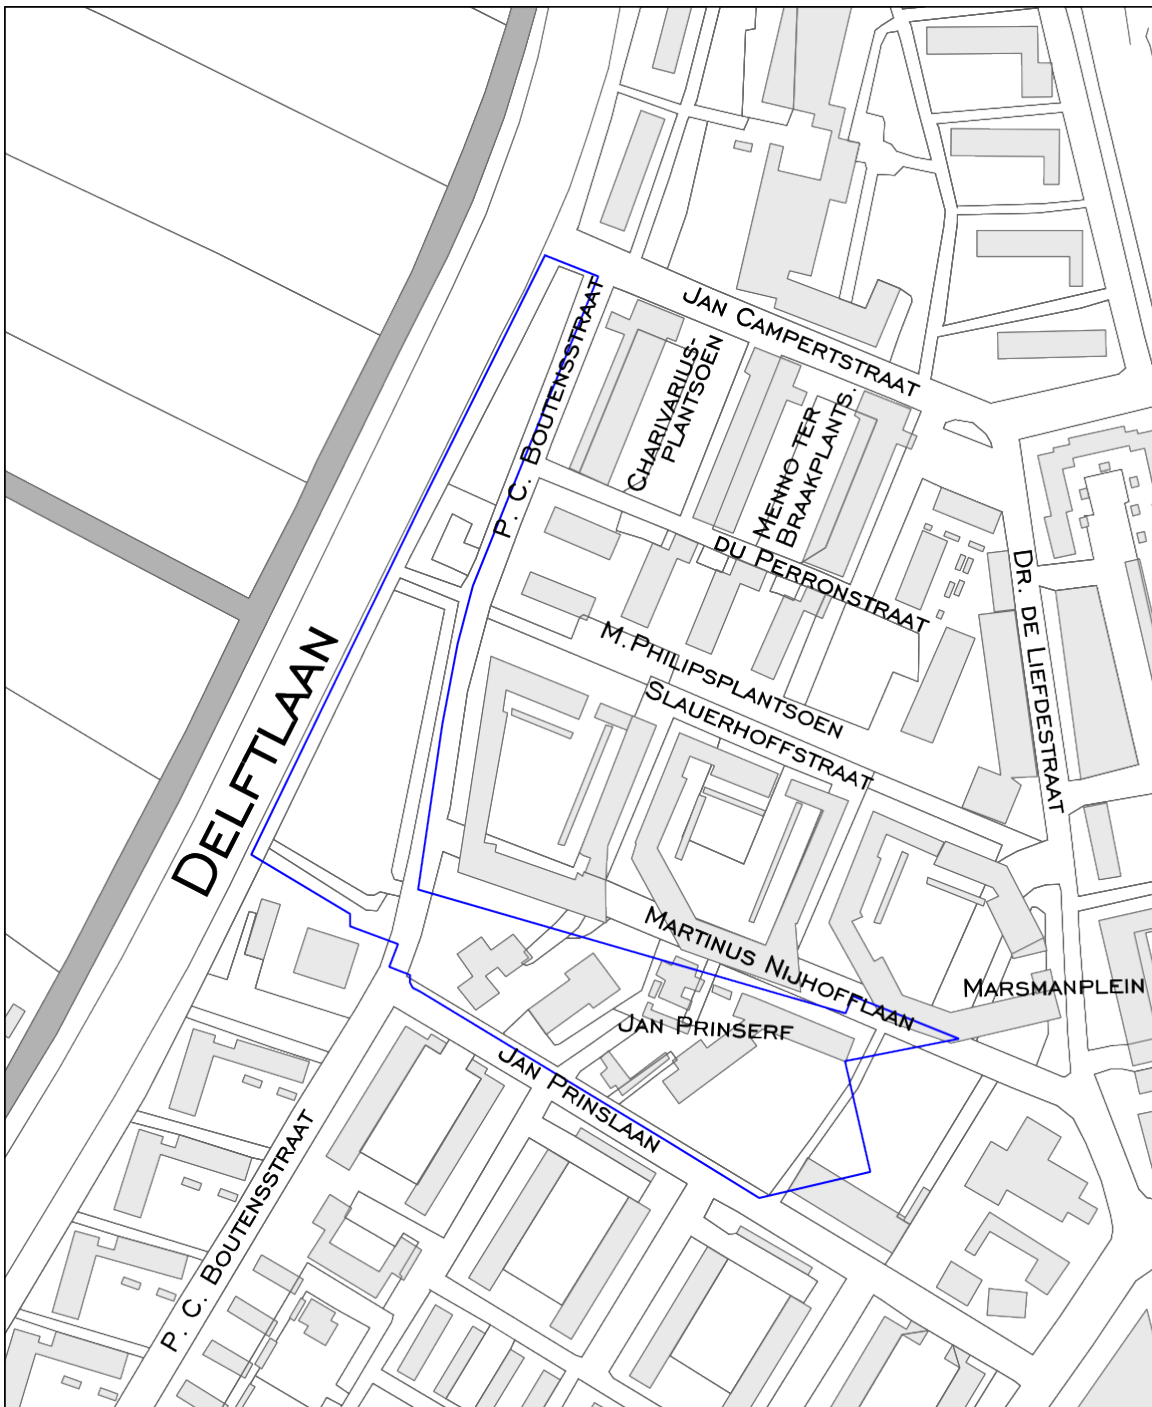 Jan Campertstraat
P. C. Boutensstraat
Charivarius-
plantsoen
Menno ter
Braakplants.
du Perronstraat
Dr. de Liefdestraat
M. Philipsplantsoen
Slauerhoffstraat
Delftlaan
Martinus Nijhofflaan
Marsmanplein
Jan Prinserf
Jan Prinslaan
P. C. Boutensstraat